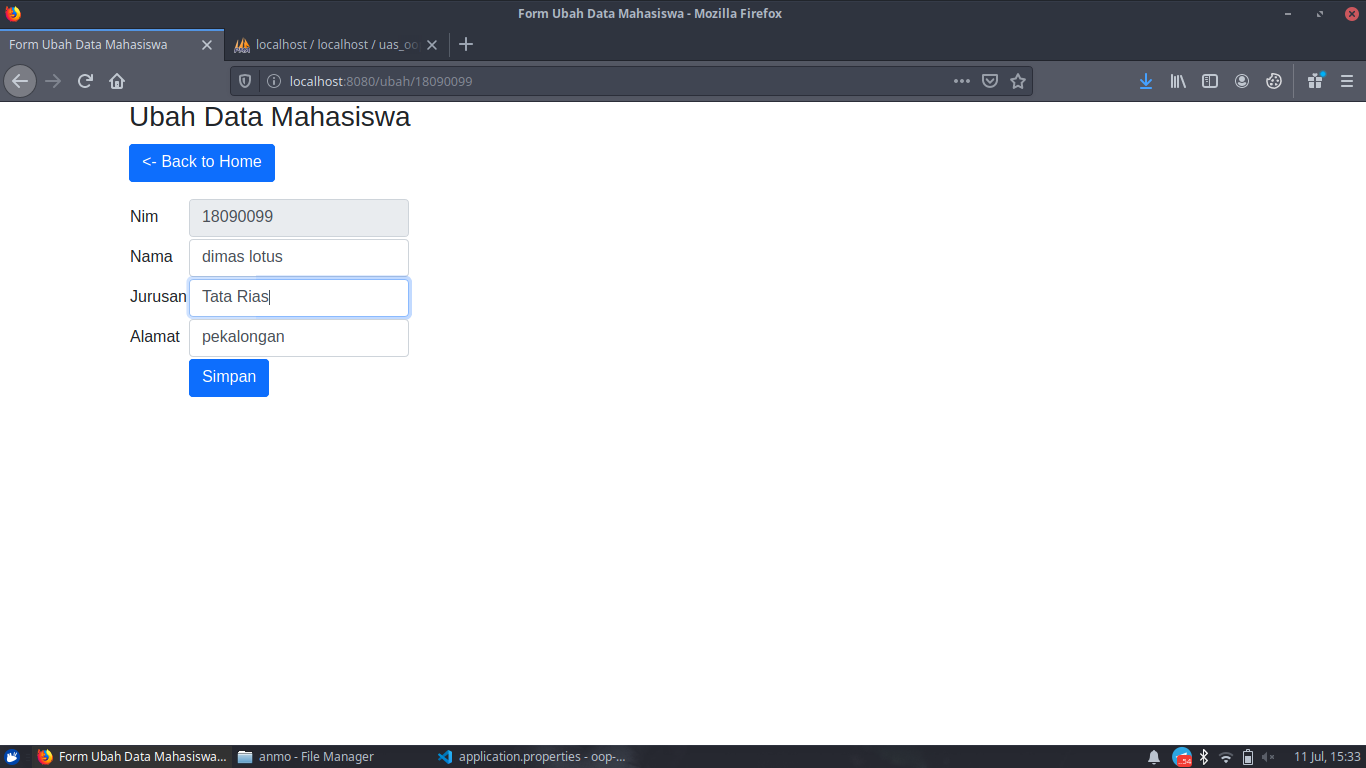 Form Ubah Data Mahasiswa - Mozilla Firefox
Form Ubah Data Mahasiswa
localhost / localhost / uas_oo
localhost:8080/ubah/18090099
Ubah Data Mahasiswa
<- Back to Home
Nim 18090099
Nama dimas lotus
Jurusan Tata Rias
Alamat pekalongan
Simpan
Form Ubah Data Mahasiswa... anmo - File Manager application.properties - oop-... ..54 11 Jul, 15:33